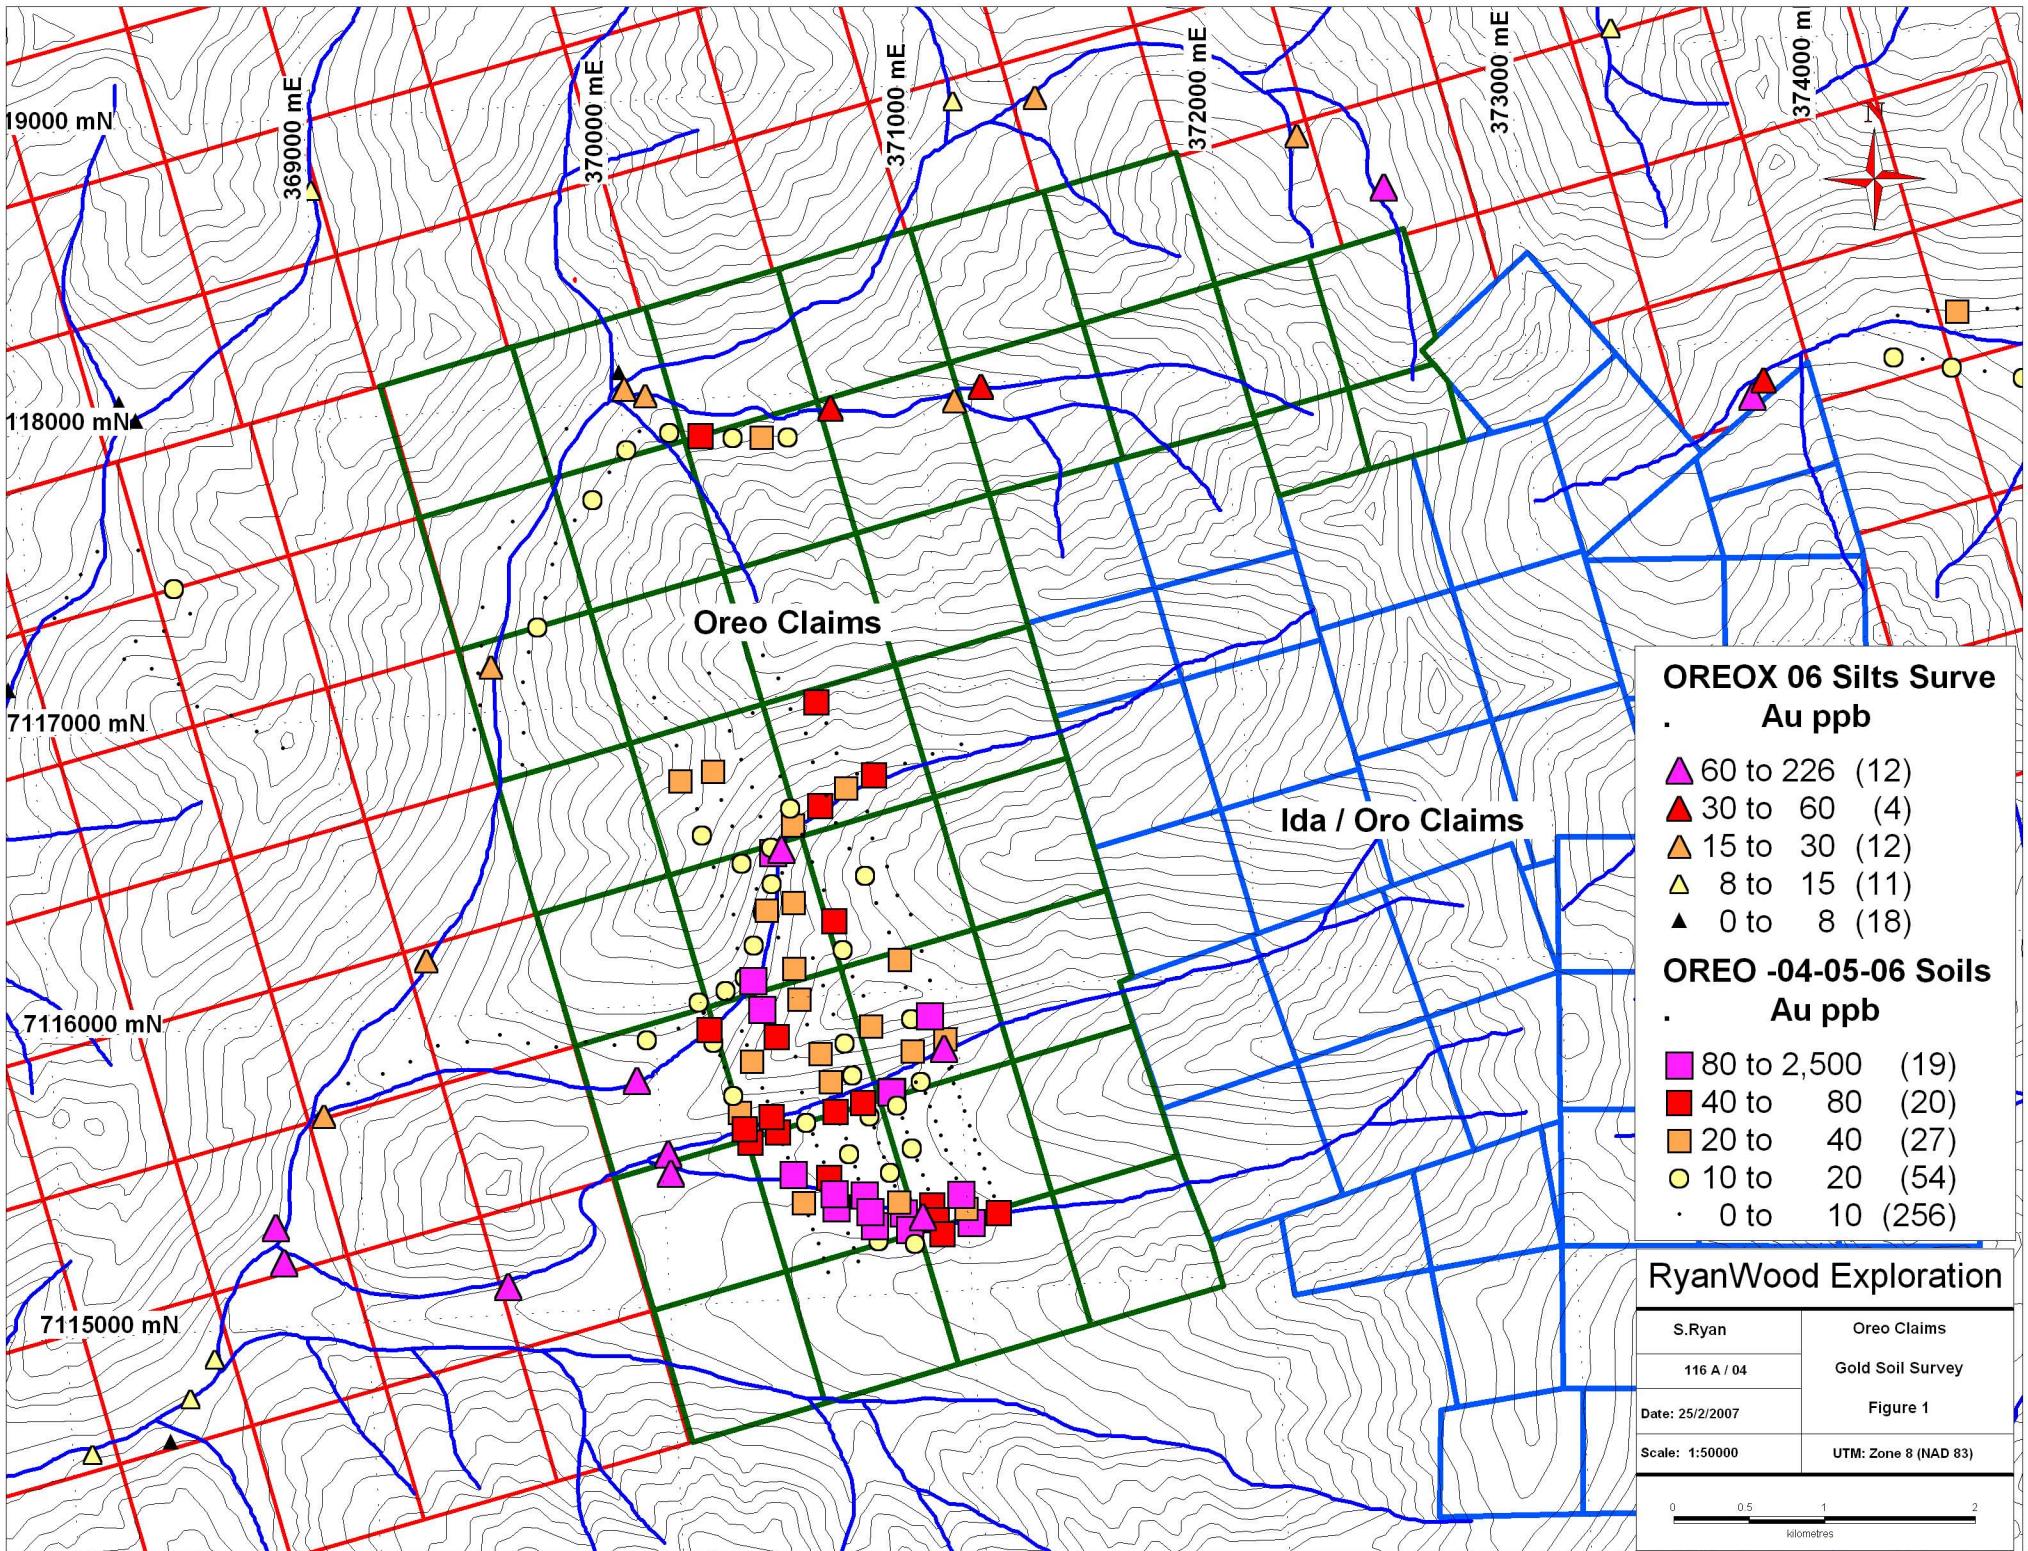 369000 mE
370000 mE
371000 mE
372000 mE
373000 mE
374000 mE
N
19000 mN
118000 mN
7117000 mN
7116000 mN
7115000 mN
Oreo Claims
Ida / Oro Claims
OREOX 06 Silts Surve
. Au ppb
60 to 226 (12)
30 to 60 (4)
15 to 30 (12)
8 to 15 (11)
0 to 8 (18)
OREO -04-05-06 Soils
. Au ppb
80 to 2,500 (19)
40 to 80 (20)
20 to 40 (27)
10 to 20 (54)
0 to 10 (256)
RyanWood Exploration
S.Ryan
Oreo Claims
116 A / 04
Gold Soil Survey
Date: 25/2/2007
Figure 1
Scale: 1:50000
UTM: Zone 8 (NAD 83)
0 0.5 1 2
kilometres